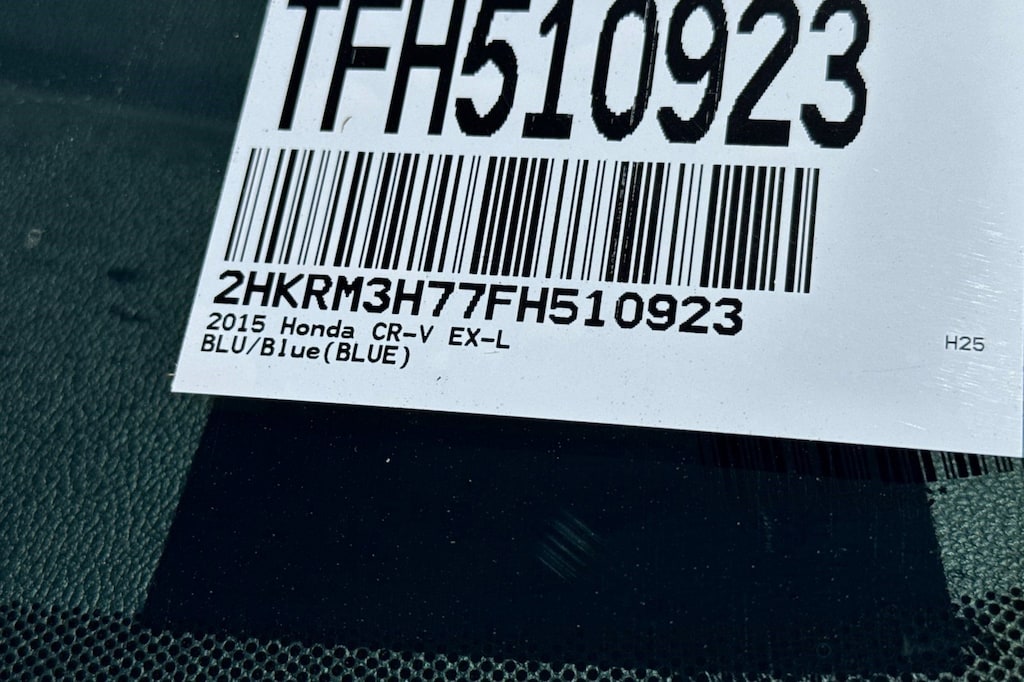 TFH510923
2HKRM3H77FH510923
2015 Honda CR-V EX-L
BLU/Blue(BLUE)
H25